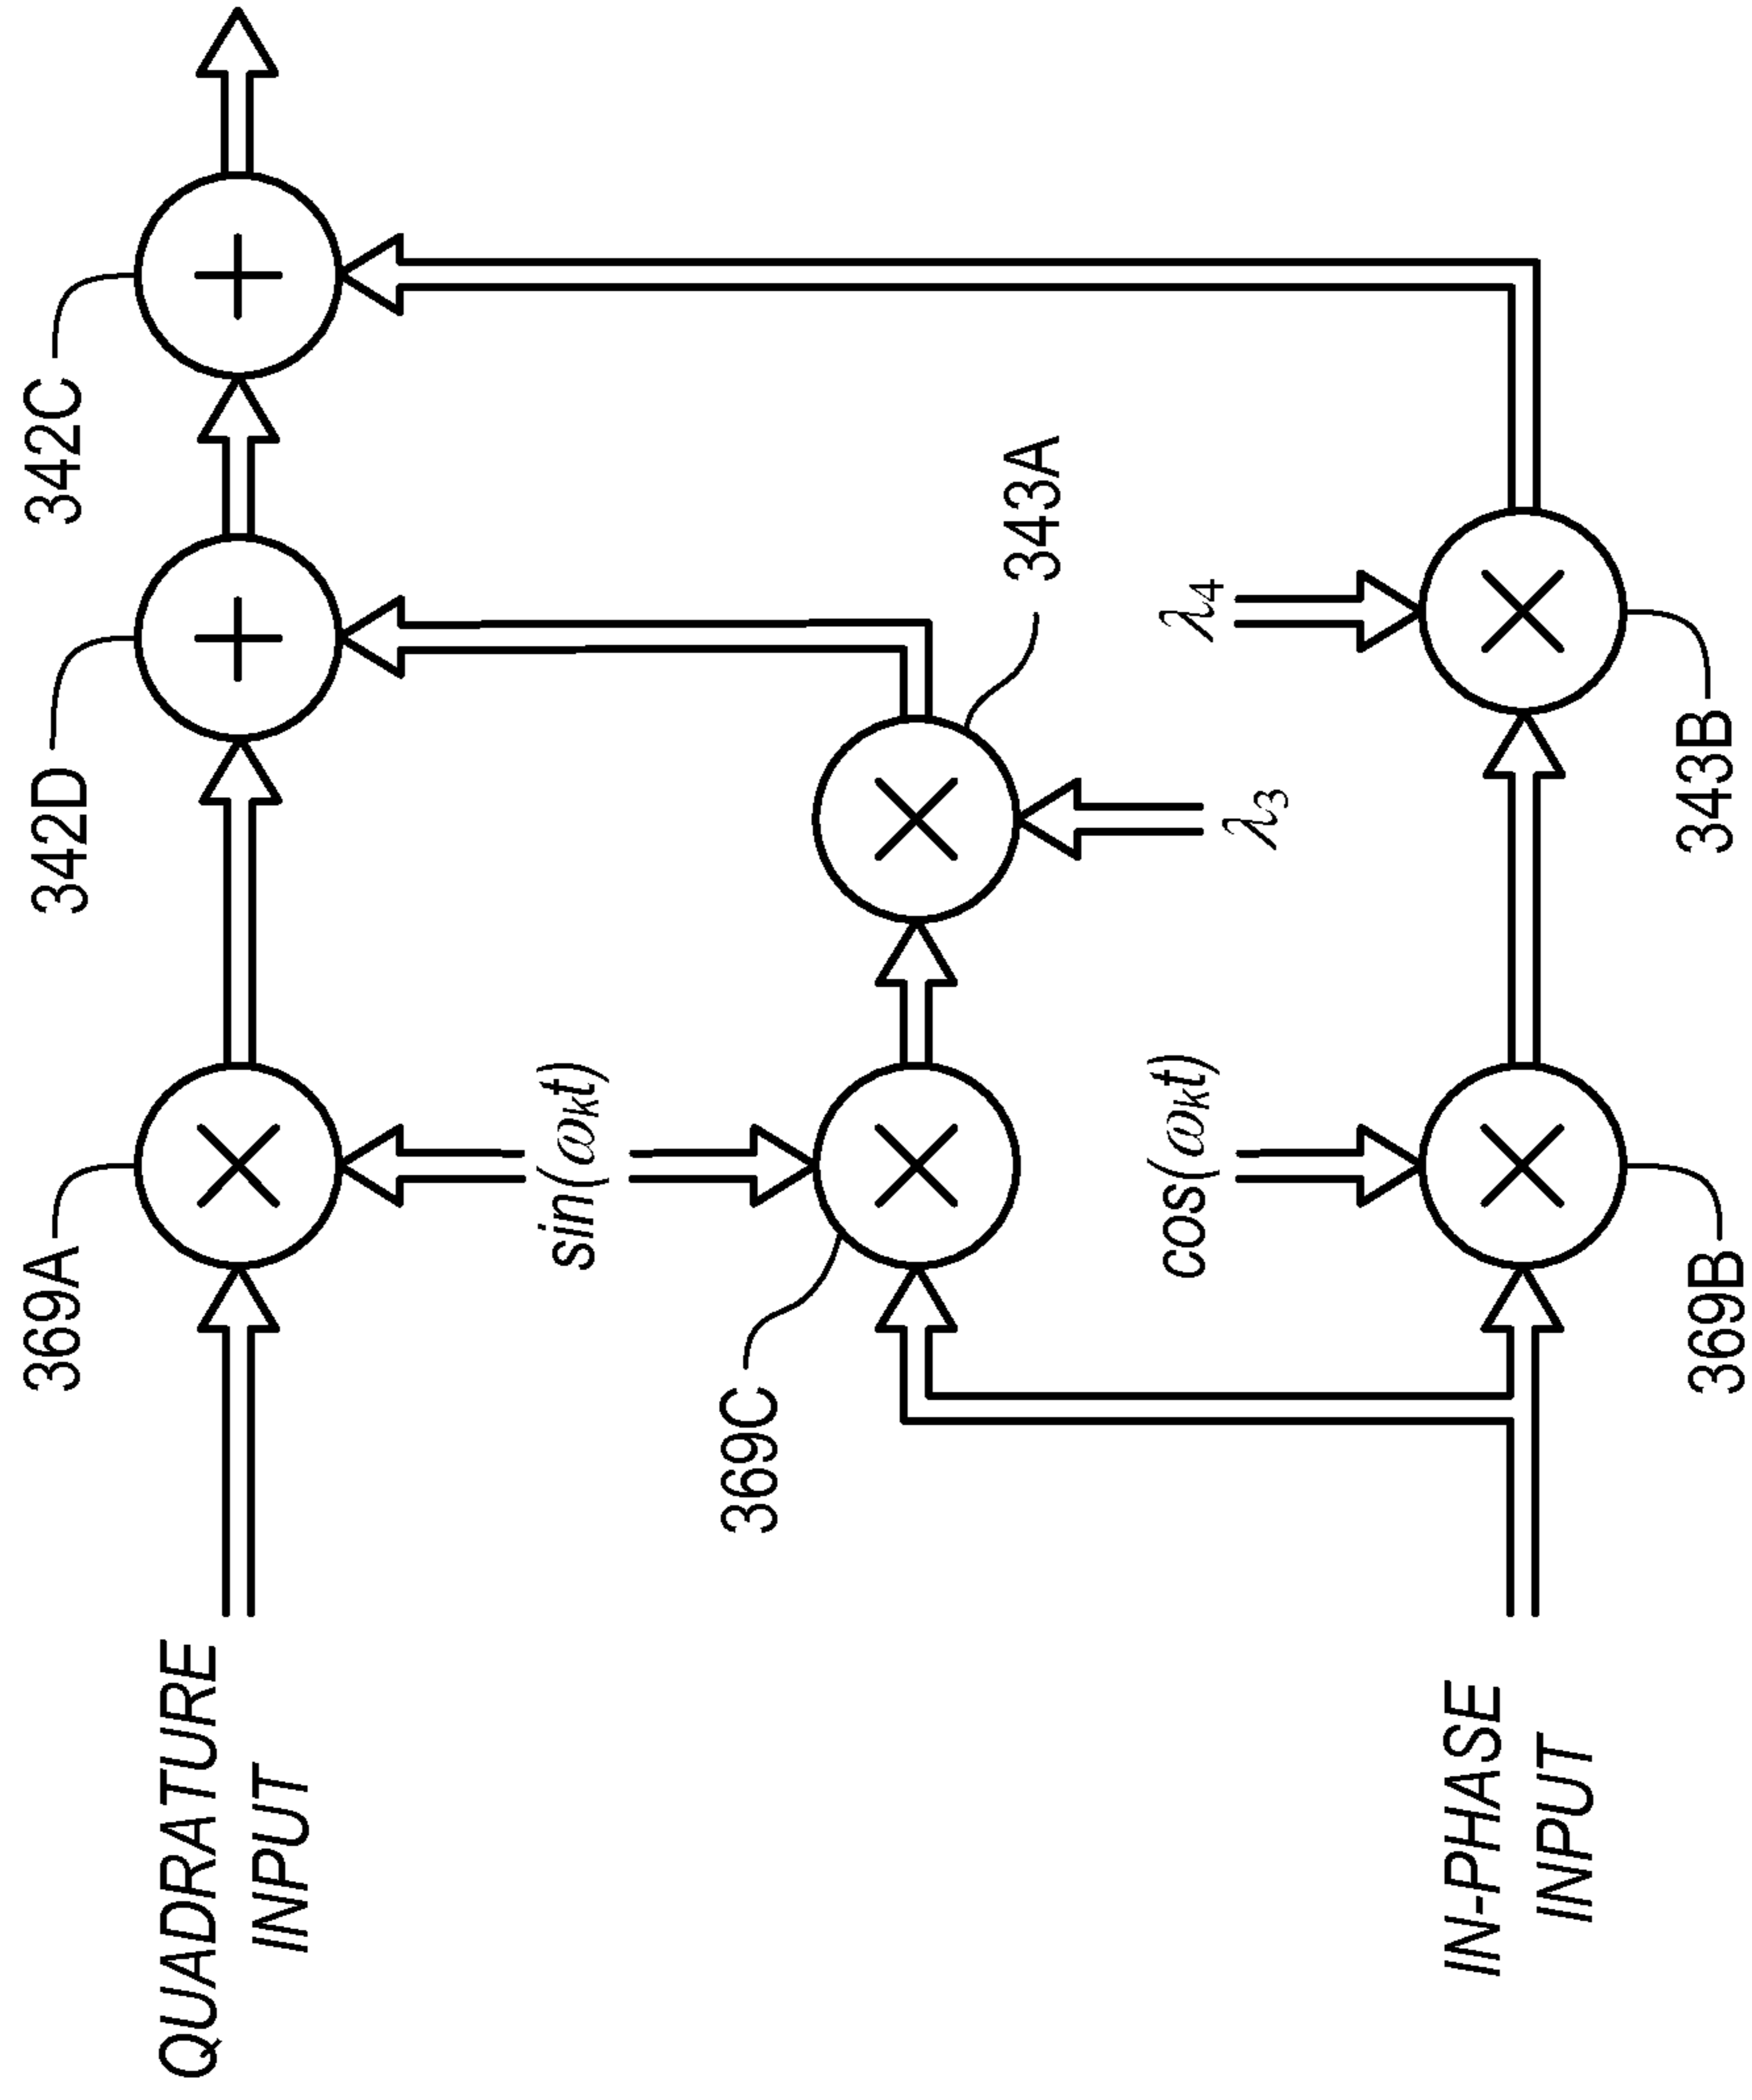 369A
342D
342C
QUADRATURE
INPUT
sin(ωKt)
369C
343A
λ3
cos(ωKt)
λ4
IN-PHASE
INPUT
369B
343B